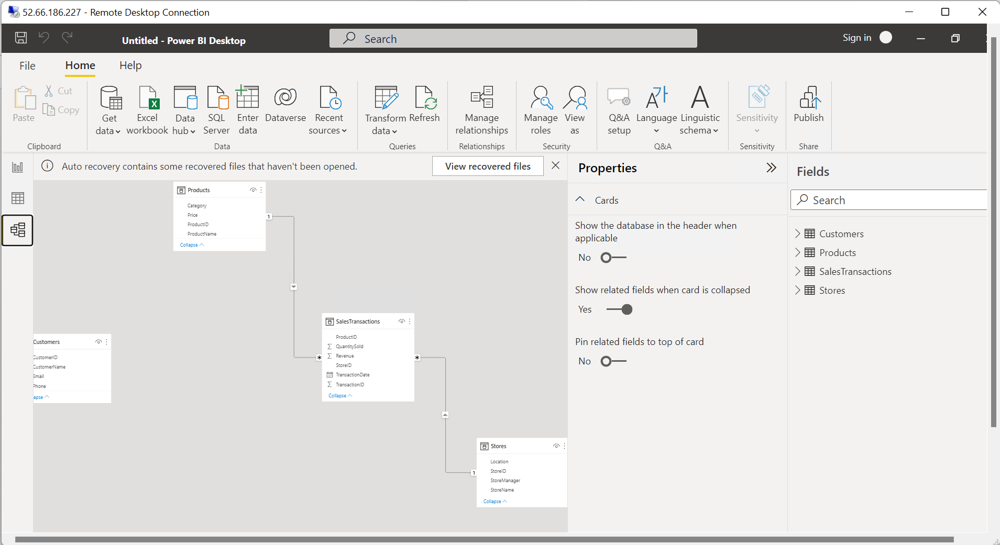 52.66.186.227 - Remote Desktop Connection
Untitled - Power BI Desktop
Search
Sign in
File
Home
Help
Paste
Cut
Copy
Clipboard
Get
data
Excel
workbook
Data
hub
SQL
Server
Enter
data
Dataverse
Recent
sources
Data
Transform
data
Refresh
Queries
Manage
relationships
Relationships
Manage
roles
View
as
Security
Q&A
setup
Language
Linguistic
schema
Q&A
Sensitivity
Sensitivity
Publish
Share
Auto recovery contains some recovered files that haven't been opened.
View recovered files
Products
Category
Price
ProductID
ProductName
Collapse
1
Customers
CustomerID
CustomerName
Email
Phone
apse
SalesTransactions
ProductID
QuantitySold
Revenue
StoreID
TransactionDate
TransactionID
Collapse
*
*
Stores
Location
StoreID
StoreManager
StoreName
Collapse
1
Properties
Cards
Show the database in the header when
applicable
No
Show related fields when card is collapsed
Yes
Pin related fields to top of card
No
Fields
Search
Customers
Products
SalesTransactions
Stores